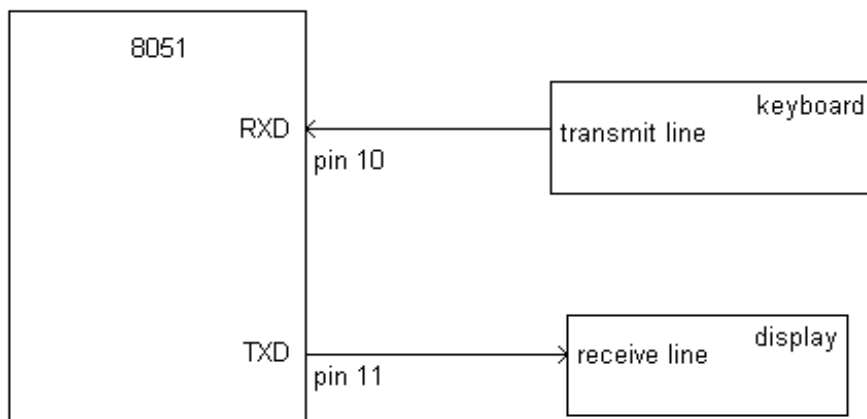 8051
RXD
pin 10
keyboard
transmit line
TXD
pin 11
display
receive line